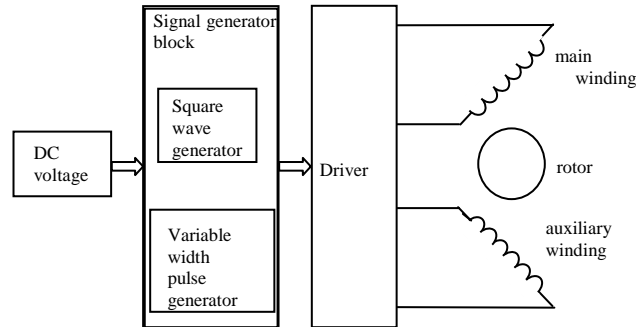 Signal generator
block
Square
wave
generator
DC
voltage
Variable
width
pulse
generator
Driver
main
winding
rotor
auxiliary
winding